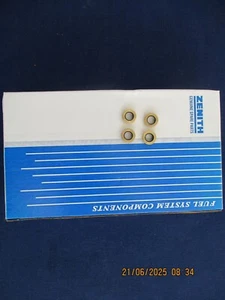 ZENITH
GENUINE SPARE PARTS
FUEL SYSTEM COMPONENTS
21/06/2025 08:34